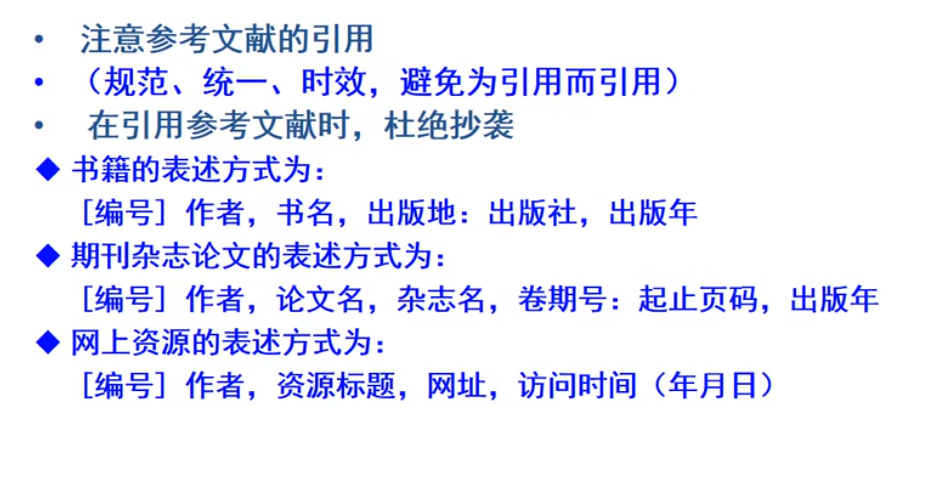 • 注意参考文献的引用
• （规范、统一、时效，避免为引用而引用）
• 在引用参考文献时，杜绝抄袭
◆ 书籍的表述方式为：
[编号] 作者，书名，出版地：出版社，出版年
◆ 期刊杂志论文的表述方式为：
[编号] 作者，论文名，杂志名，卷期号：起止页码，出版年
◆ 网上资源的表述方式为：
[编号] 作者，资源标题，网址，访问时间（年月日）